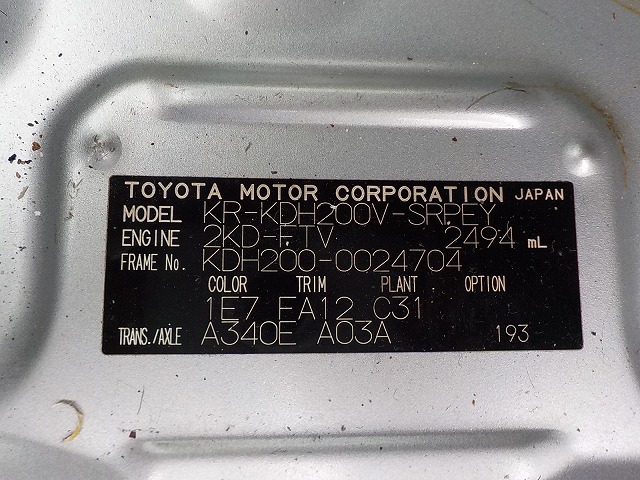 TOYOTA MOTOR CORPORATION JAPAN
MODEL KR-KDH200V-SRPEY
ENGINE 2KD-FTV 2494 mL
FRAME No. KDH200-0024704
COLOR TRIM PLANT OPTION
1E7 EA12 C31
TRANS./AXLE A340E A03A 193